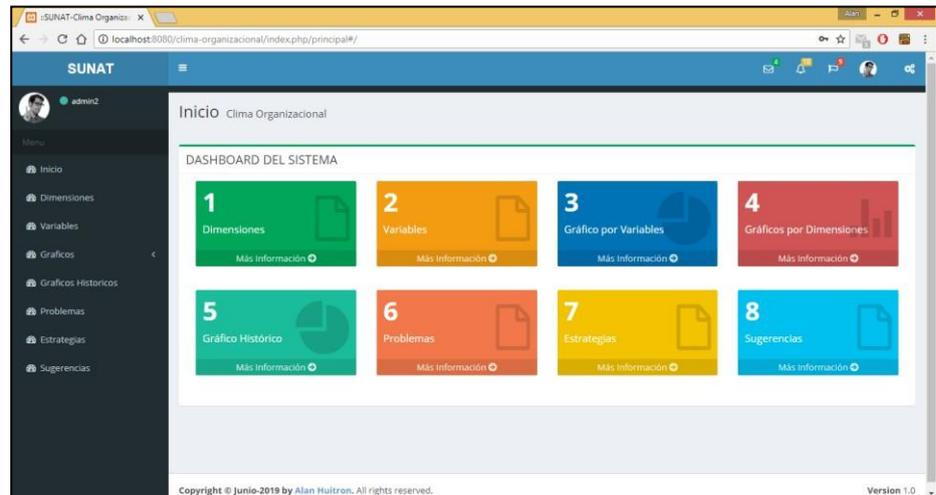 ::SUNAT-Clima Organizac
Alan
localhost:8080/clima-organizacional/index.php/principal#/
SUNAT
admin2
Menu
Inicio
Dimensiones
Variables
Graficos
Graficos Historicos
Problemas
Estrategias
Sugerencias
Inicio Clima Organizacional
DASHBOARD DEL SISTEMA
1
Dimensiones
Más Información
2
Variables
Más Información
3
Gráfico por Variables
Más Información
4
Gráficos por Dimensiones
Más Información
5
Gráfico Histórico
Más Información
6
Problemas
Más Información
7
Estrategias
Más Información
8
Sugerencias
Más Información
Copyright © Junio-2019 by Alan Huitron. All rights reserved.
Version 1.0